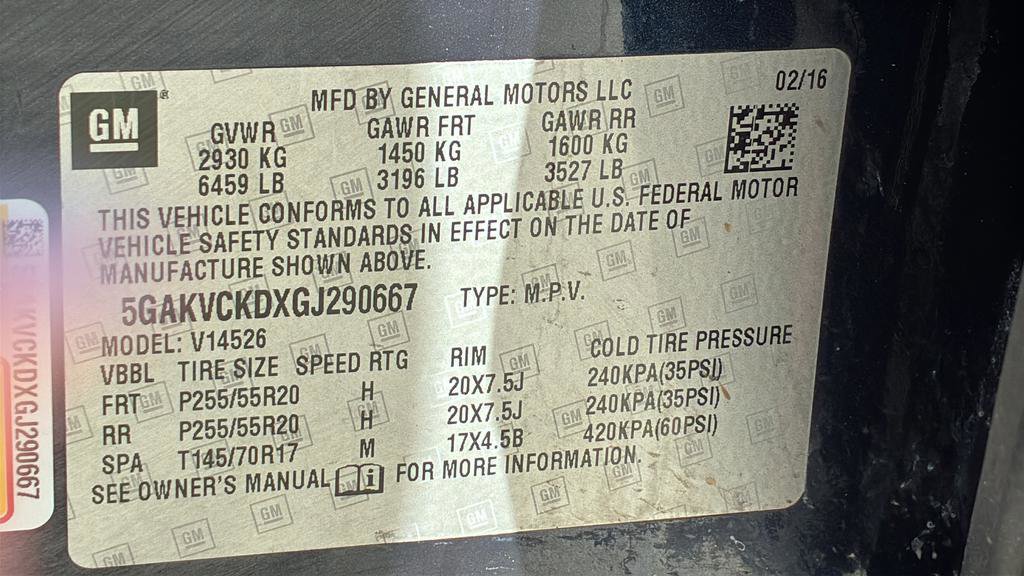 GM
MFD BY GENERAL MOTORS LLC
02/16
GVWR GAWR FRT GAWR RR
2930 KG 1450 KG 1600 KG
6459 LB 3196 LB 3527 LB
THIS VEHICLE CONFORMS TO ALL APPLICABLE U.S. FEDERAL MOTOR
VEHICLE SAFETY STANDARDS IN EFFECT ON THE DATE OF
MANUFACTURE SHOWN ABOVE.
5GAKVCKDXGJ290667 TYPE: M.P.V.
MODEL: V14526
VBBL TIRE SIZE SPEED RTG RIM COLD TIRE PRESSURE
FRT P255/55R20 H 20X7.5J 240KPA(35PSI)
RR P255/55R20 H 20X7.5J 240KPA(35PSI)
SPA T145/70R17 M 17X4.5B 420KPA(60PSI)
SEE OWNER'S MANUAL FOR MORE INFORMATION.
KVCKDXGJ290667